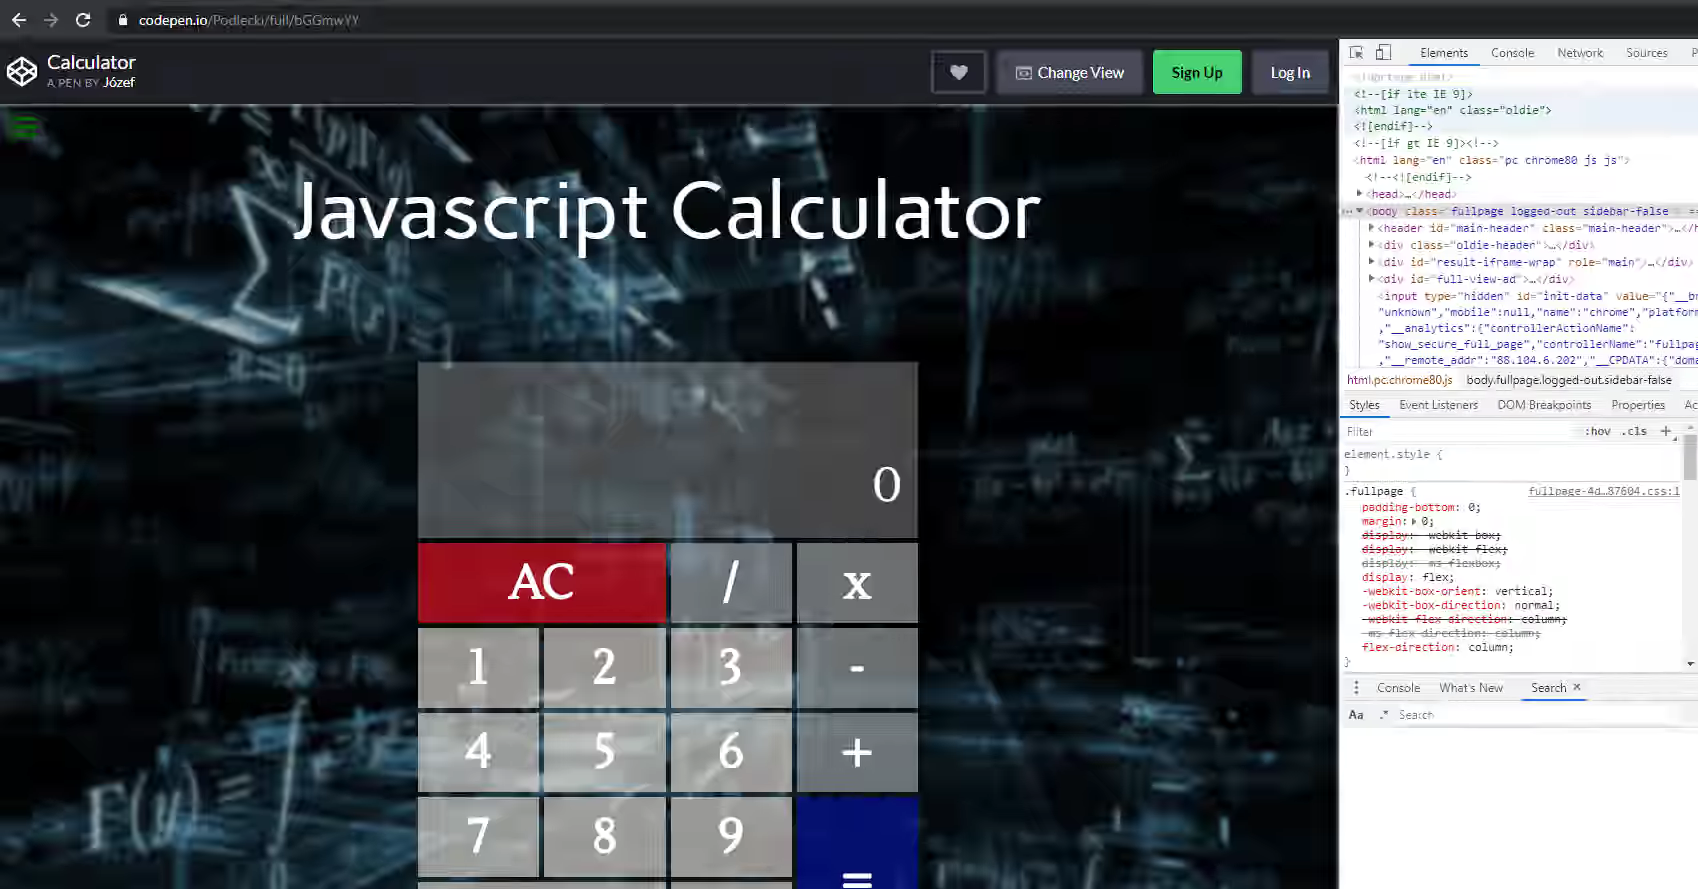 codepen.io/Podlecki/full/bGGmwYY
Calculator
A PEN BY Józef
Change View
Sign Up
Log In
Javascript Calculator
0
AC / x
1 2 3 -
4 5 6 +
7 8 9
=
Elements Console Network Sources
<!doctype html>
<!--[if lte IE 9]>
<html lang="en" class="oldie">
<![endif]-->
<!--[if gt IE 9]><!-->
<html lang="en" class="pc chrome80 js js">
<!--<![endif]-->
<head>…</head>
<body class="fullpage logged-out sidebar-false
<header id="main-header" class="main-header">…</h
<div class="oldie-header">…</div>
<div id="result-iframe-wrap" role="main">…</div>
<div id="full-view-ad">…</div>
<input type="hidden" id="init-data" value="{"__br
"unknown","mobile":null,"name":"chrome","platform
,"__analytics":{"controllerActionName":
"show_secure_full_page","controllerName":"fullpag
,"__remote_addr":"88.104.6.202","__CPDATA":{"doma
html.pc.chrome80.js body.fullpage.logged-out.sidebar-false
Styles Event Listeners DOM Breakpoints Properties Ac
Filter :hov .cls +
element.style {
}
.fullpage { fullpage-4d…87604.css:1
padding-bottom: 0;
margin: 0;
display: -webkit-box;
display: -webkit-flex;
display: -ms-flexbox;
display: flex;
-webkit-box-orient: vertical;
-webkit-box-direction: normal;
-webkit-flex-direction: column;
-ms-flex-direction: column;
flex-direction: column;
}
Console What's New Search ×
Aa .* Search